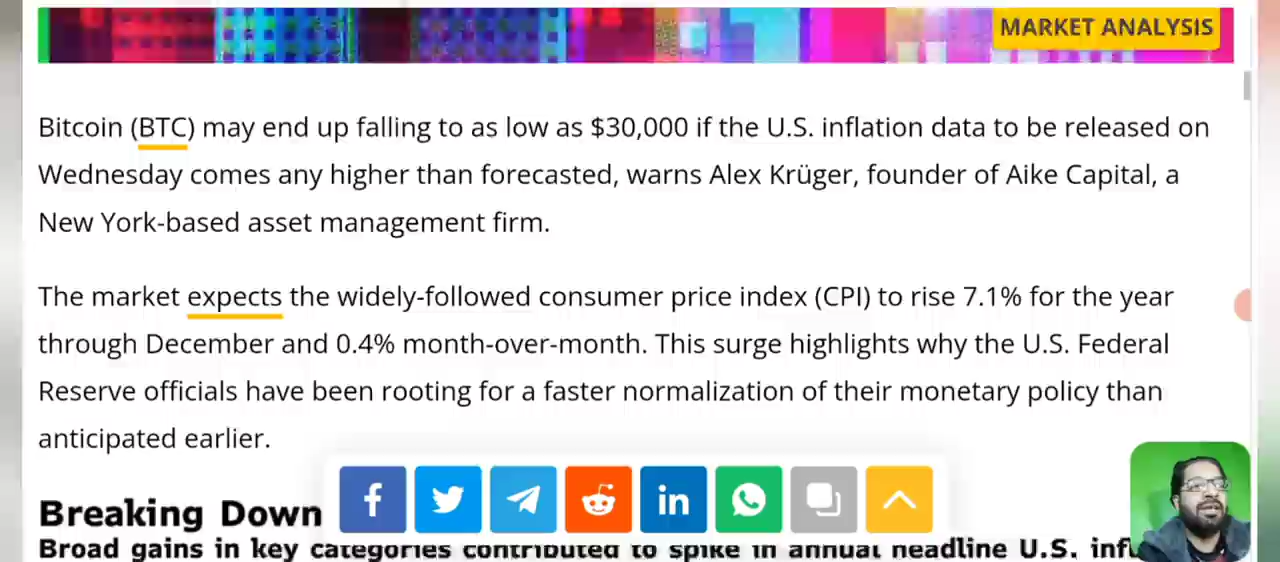 MARKET ANALYSIS
Bitcoin (BTC) may end up falling to as low as $30,000 if the U.S. inflation data to be released on
Wednesday comes any higher than forecasted, warns Alex Krüger, founder of Aike Capital, a
New York-based asset management firm.
The market expects the widely-followed consumer price index (CPI) to rise 7.1% for the year
through December and 0.4% month-over-month. This surge highlights why the U.S. Federal
Reserve officials have been rooting for a faster normalization of their monetary policy than
anticipated earlier.
Breaking Down
Broad gains in key categories contributed to spike in annual headline U.S.